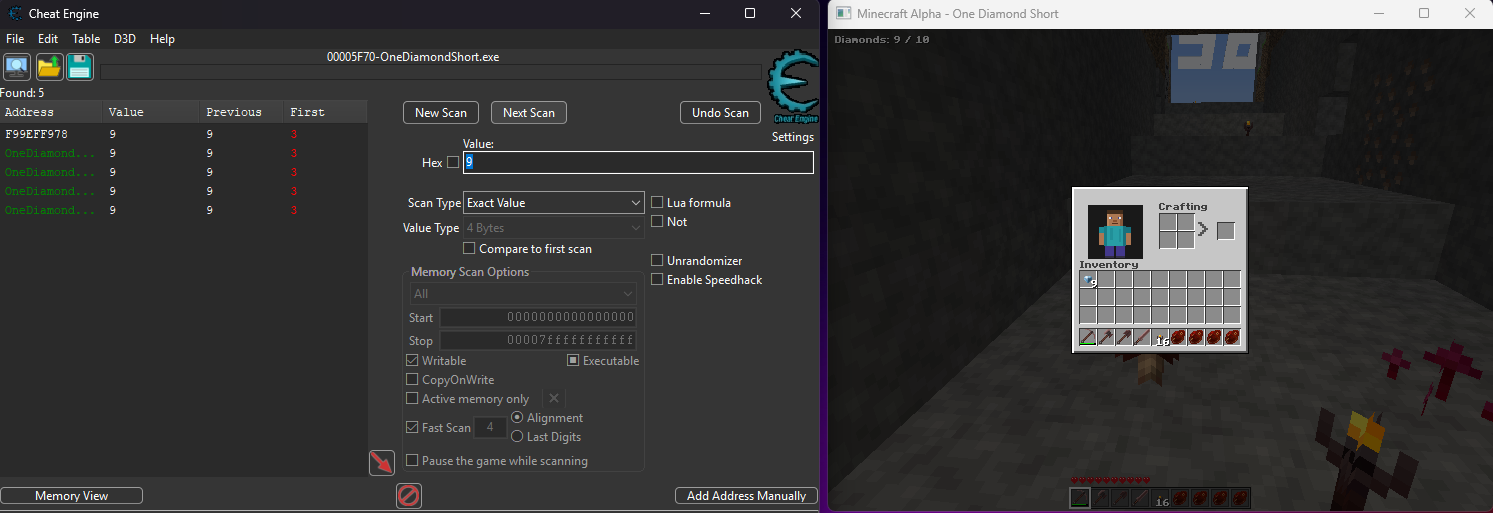 Cheat Engine
File Edit Table D3D Help
00005F70-OneDiamondShort.exe
Found: 5
Cheat Engine
Settings
Address Value Previous First
F99EFF978 9 9 3
OneDiamond... 9 9 3
OneDiamond... 9 9 3
OneDiamond... 9 9 3
OneDiamond... 9 9 3
New Scan Next Scan Undo Scan
Value:
Hex 9
Scan Type Exact Value Lua formula
Not
Value Type 4 Bytes
Compare to first scan
Unrandomizer
Enable Speedhack
Memory Scan Options
All
Start 0000000000000000
Stop 00007fffffffffff
Writable Executable
CopyOnWrite
Active memory only
Fast Scan 4 Alignment
Last Digits
Pause the game while scanning
Memory View Add Address Manually
Minecraft Alpha - One Diamond Short
Diamonds: 9 / 10
Crafting
Inventory
9
16
16